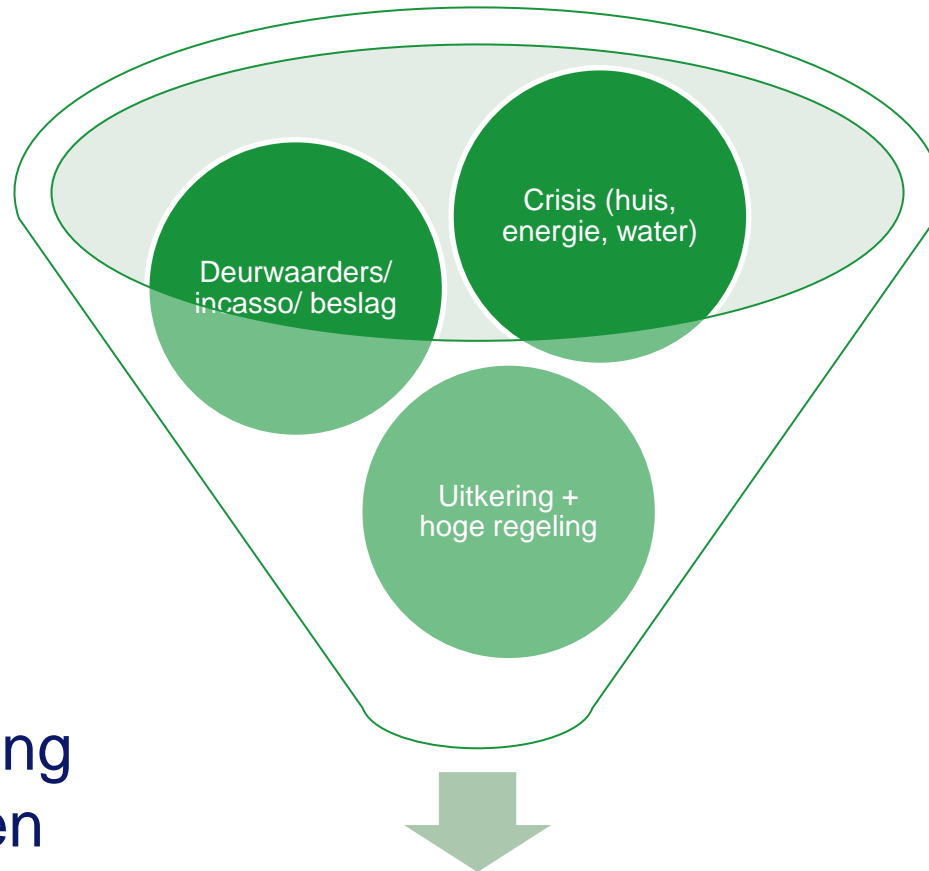 Crisis (huis,
energie, water)
Deurwaarders/
incasso/ beslag
Uitkering +
hoge regeling
ng
en